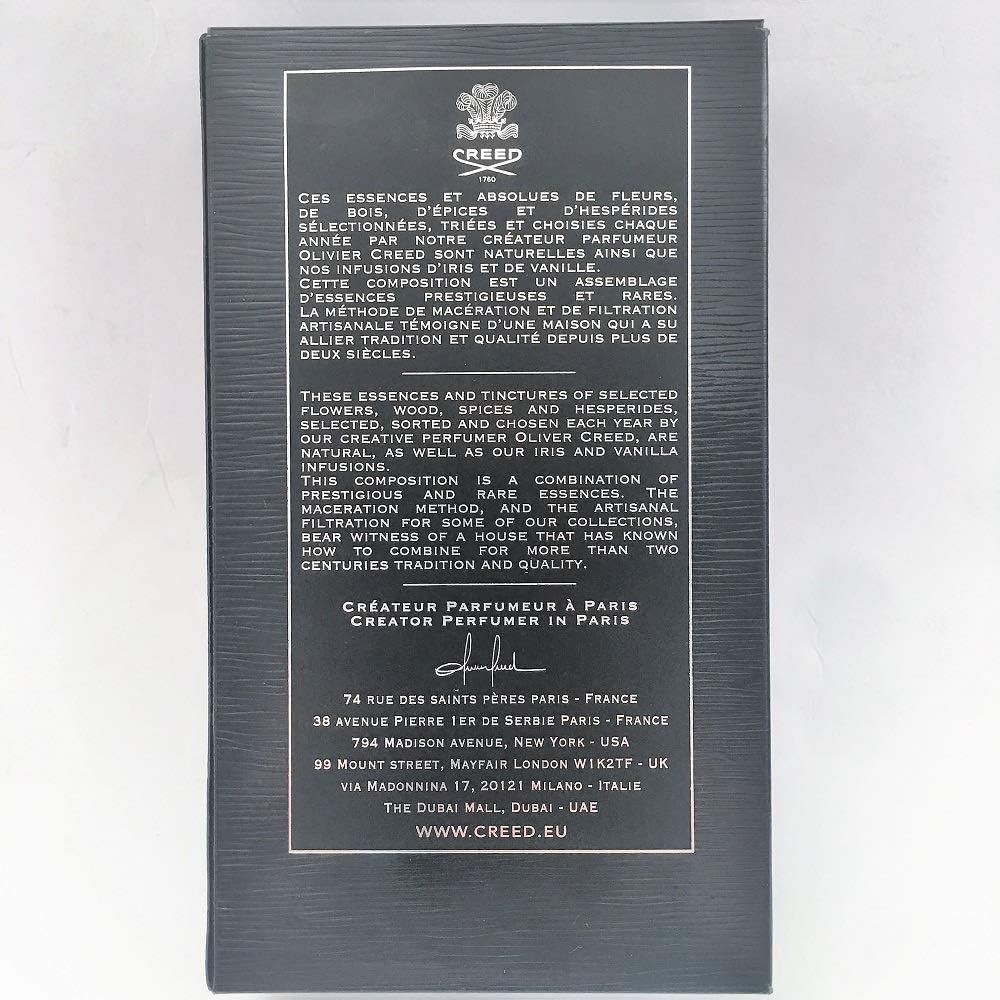 CREED
1760
CES ESSENCES ET ABSOLUES DE FLEURS,
DE BOIS, D'ÉPICES ET D'HESPÉRIDES
SÉLECTIONNÉES, TRIÉES ET CHOISIES CHAQUE
ANNÉE PAR NOTRE CRÉATEUR PARFUMEUR
OLIVIER CREED SONT NATURELLES AINSI QUE
NOS INFUSIONS D'IRIS ET DE VANILLE.
CETTE COMPOSITION EST UN ASSEMBLAGE
D'ESSENCES PRESTIGIEUSES ET RARES.
LA MÉTHODE DE MACÉRATION ET DE FILTRATION
ARTISANALE TÉMOIGNE D'UNE MAISON QUI A SU
ALLIER TRADITION ET QUALITÉ DEPUIS PLUS DE
DEUX SIÈCLES.
THESE ESSENCES AND TINCTURES OF SELECTED
FLOWERS, WOOD, SPICES AND HESPERIDES,
SELECTED, SORTED AND CHOSEN EACH YEAR BY
OUR CREATIVE PERFUMER OLIVER CREED, ARE
NATURAL, AS WELL AS OUR IRIS AND VANILLA
INFUSIONS.
THIS COMPOSITION IS A COMBINATION OF
PRESTIGIOUS AND RARE ESSENCES. THE
MACERATION METHOD, AND THE ARTISANAL
FILTRATION FOR SOME OF OUR COLLECTIONS,
BEAR WITNESS OF A HOUSE THAT HAS KNOWN
HOW TO COMBINE FOR MORE THAN TWO
CENTURIES TRADITION AND QUALITY.
CRÉATEUR PARFUMEUR À PARIS
CREATOR PERFUMER IN PARIS
74 RUE DES SAINTS PÈRES PARIS - FRANCE
38 AVENUE PIERRE 1ER DE SERBIE PARIS - FRANCE
794 MADISON AVENUE, NEW YORK - USA
99 MOUNT STREET, MAYFAIR LONDON W1K2TF - UK
VIA MADONNINA 17, 20121 MILANO - ITALIE
THE DUBAI MALL, DUBAI - UAE
WWW.CREED.EU